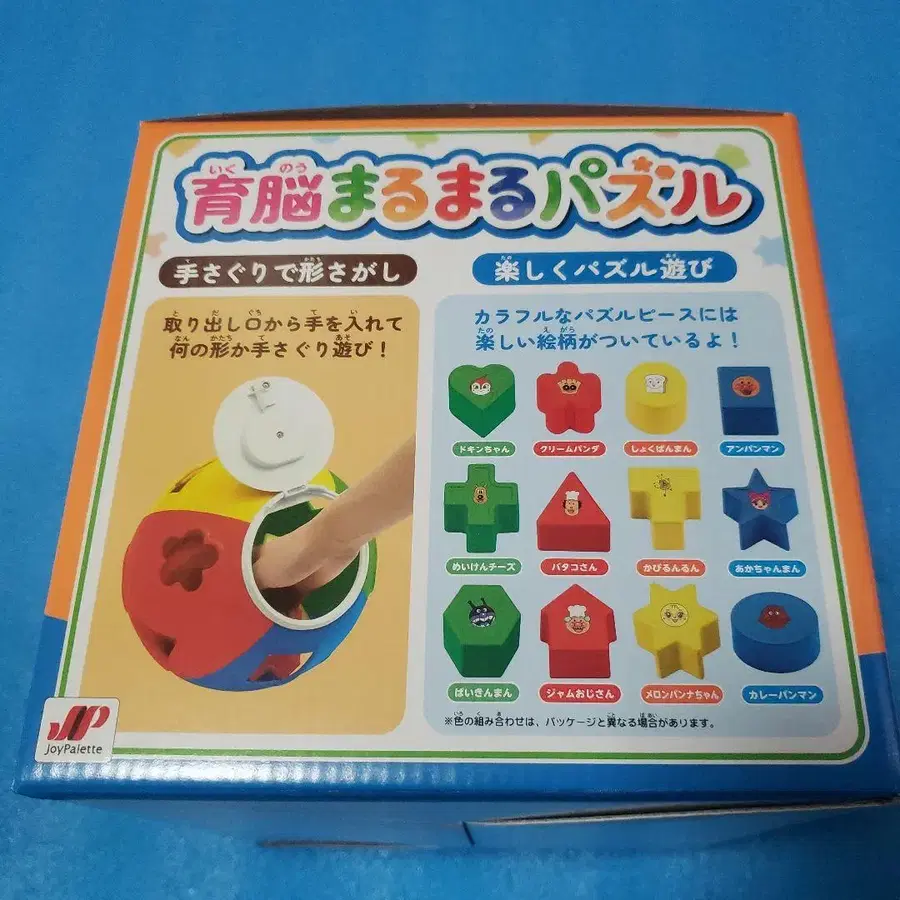 育脳まるまるパズル
手さぐりで形さがし
取り出し口から手を入れて
何の形か手さぐり遊び！
楽しくパズル遊び
カラフルなパズルピースには
楽しい絵柄がついているよ！
ドキンちゃん
クリームパンダ
しょくぱんまん
アンパンマン
めいけんチーズ
バタコさん
かびるんるん
あかちゃんまん
ばいきんまん
ジャムおじさん
メロンパンナちゃん
カレーパンマン
※色の組み合わせは、パッケージと異なる場合があります。
JoyPalette